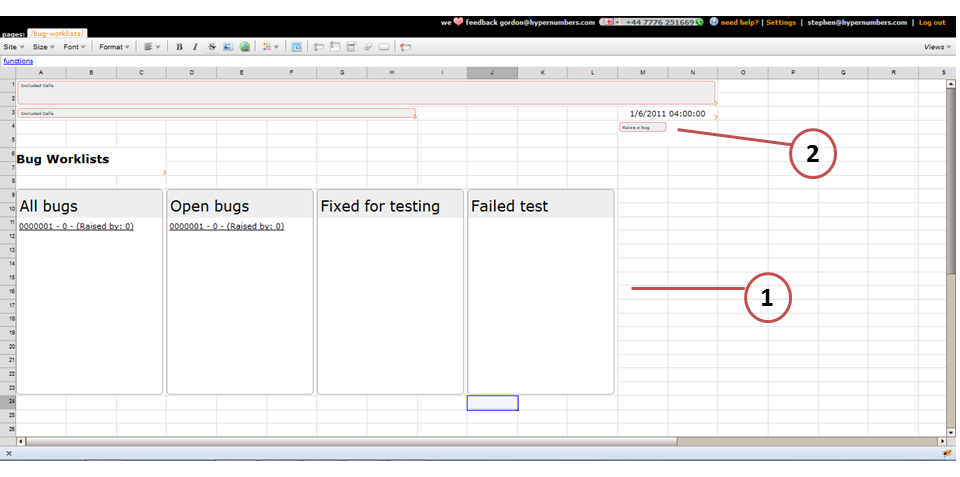 we feedback gordon@hypernumbers.com +44 7776 251669 need help? | Settings | stephen@hypernumbers.com | Log out
pages: /bug-worklists/
Site Size Font Format B I S Views
functions
A B C D E F G H I J K L M N O P Q R S
1 Included Cells
2
3 Included Cells 1/6/2011 04:00:00
4 Raise a bug
5
2
6 Bug Worklists
7
8
9
10 All bugs Open bugs Fixed for testing Failed test
11 0000001 - 0 - (Raised by: 0) 0000001 - 0 - (Raised by: 0)
12
13
14
15
16
1
17
18
19
20
21
22
23
24
25
26